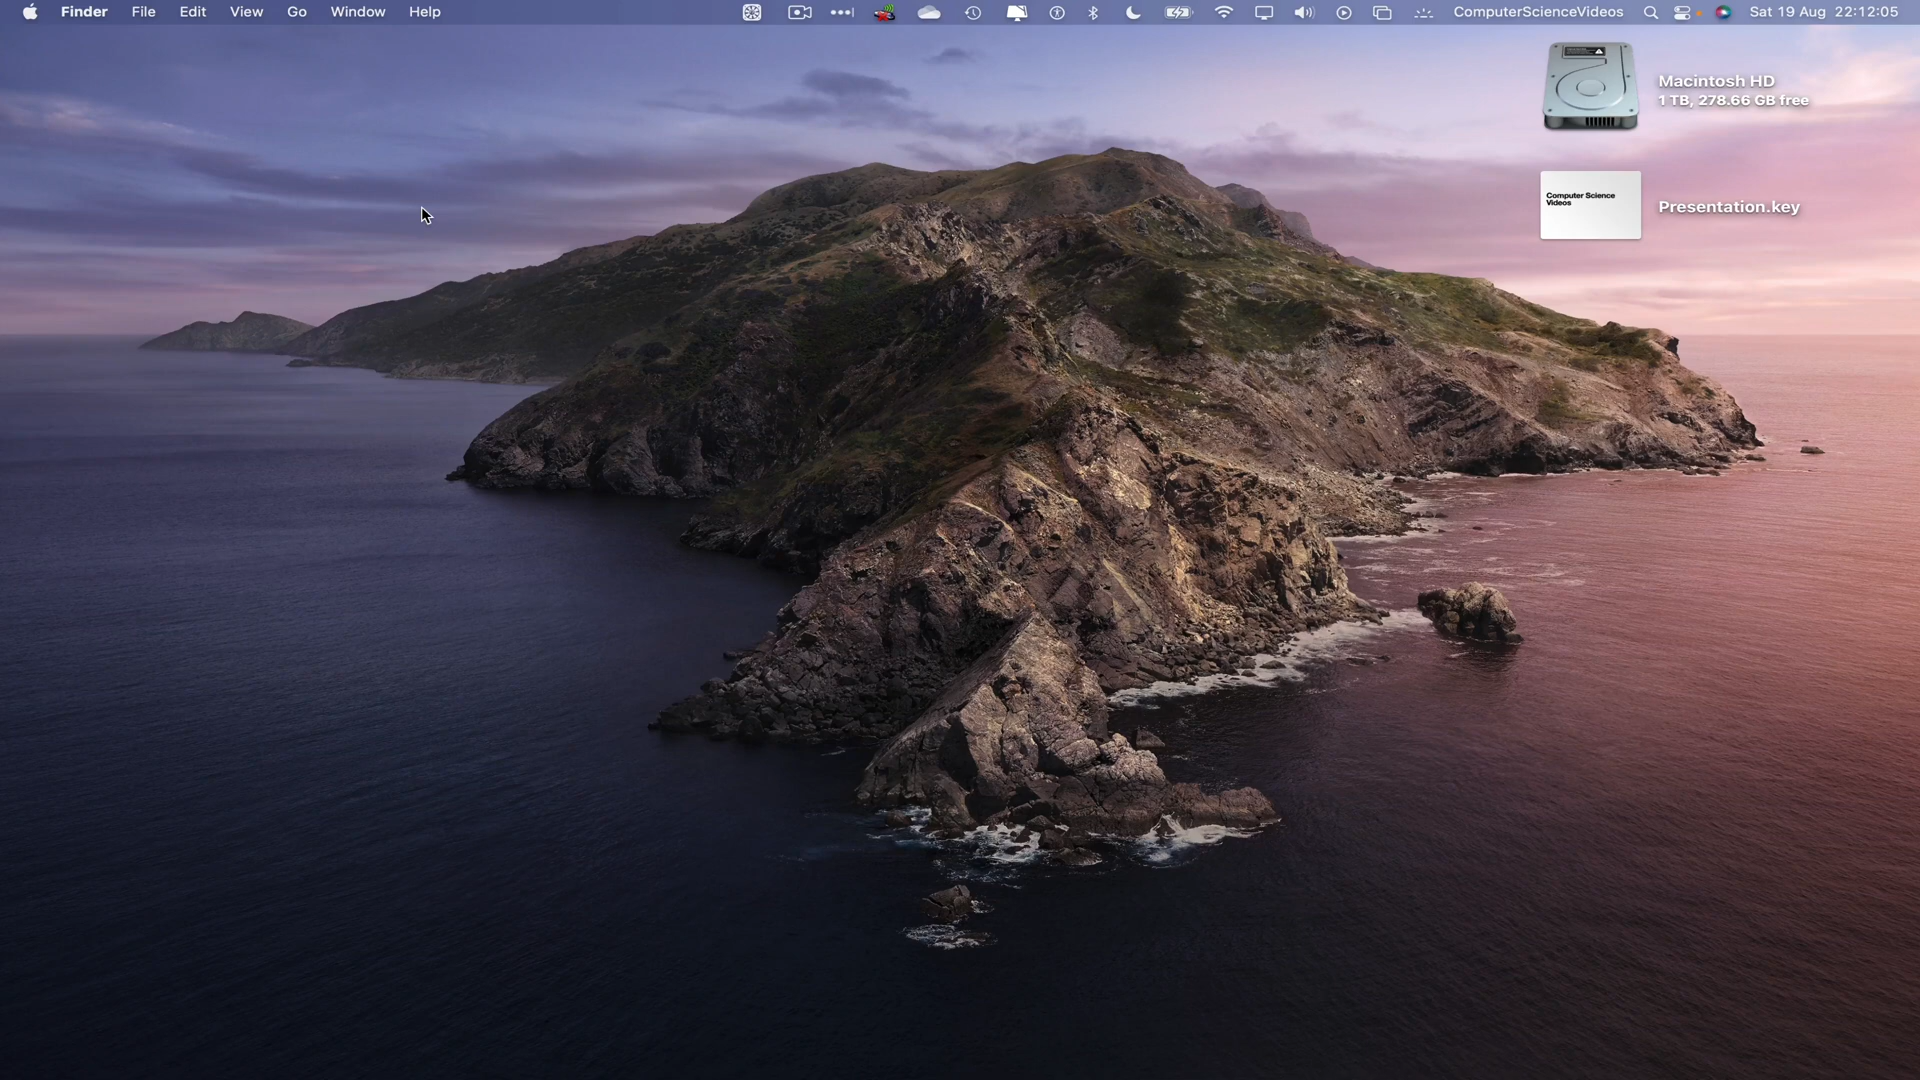 Finder File Edit View Go Window Help ComputerScienceVideos Sat 19 Aug 22:12:05
Macintosh HD
1 TB, 278.66 GB free
Computer Science
Videos
Presentation.key